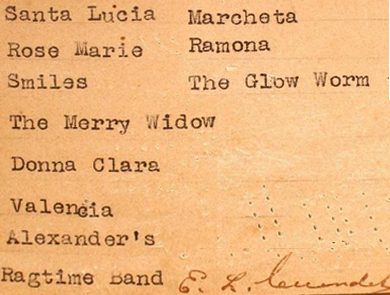 Santa Lucia Marcheta
Rose Marie Ramona
Smiles The Glow Worm
The Merry Widow
Donna Clara
Valencia
Alexander's
Ragtime Band E. L.